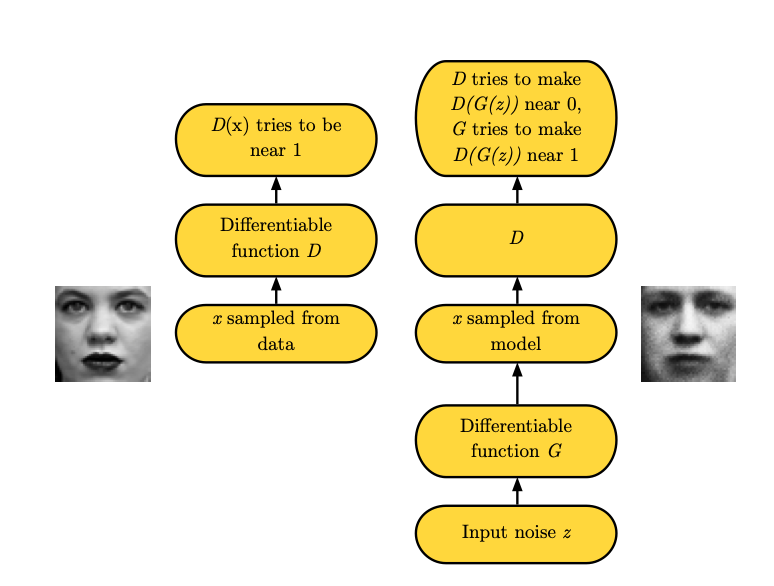 D(x) tries to be
near 1
Differentiable
function D
x sampled from
data
D tries to make
D(G(z)) near 0,
G tries to make
D(G(z)) near 1
D
x sampled from
model
Differentiable
function G
Input noise z